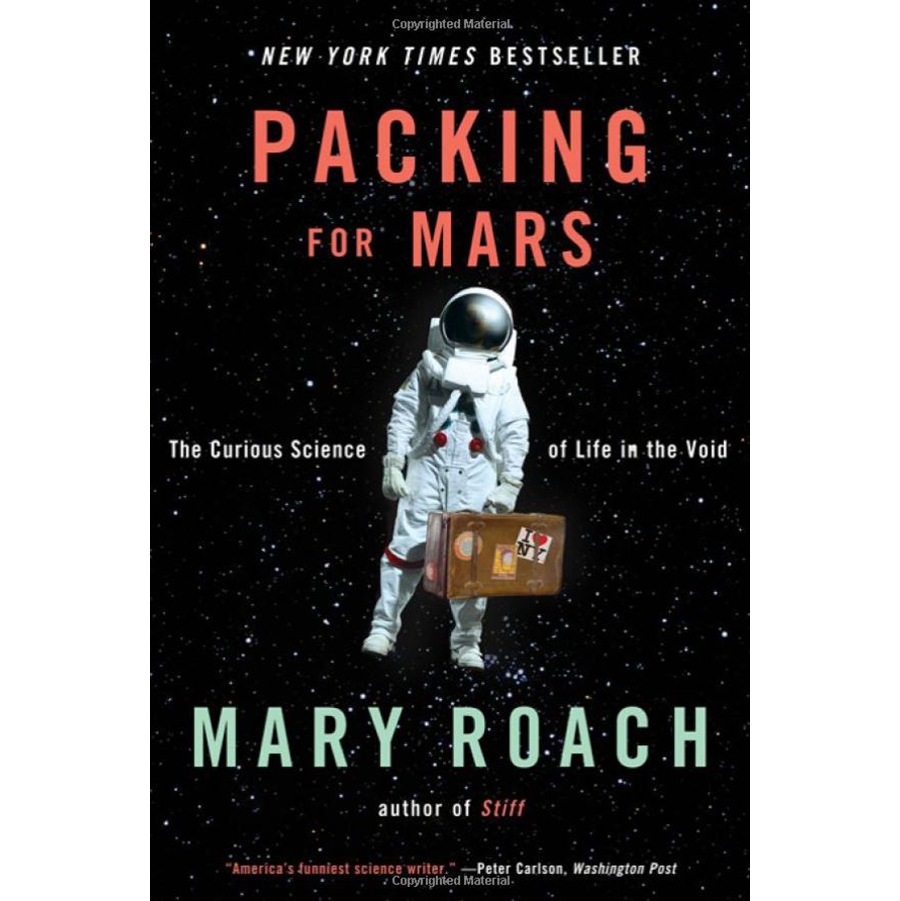 Copyrighted Material
NEW YORK TIMES BESTSELLER
PACKING
FOR MARS
The Curious Science of Life in the Void
I ♥
NY
MARY ROACH
author of Stiff
"America's funniest science writer." —Peter Carlson, Washington Post
Copyrighted Material